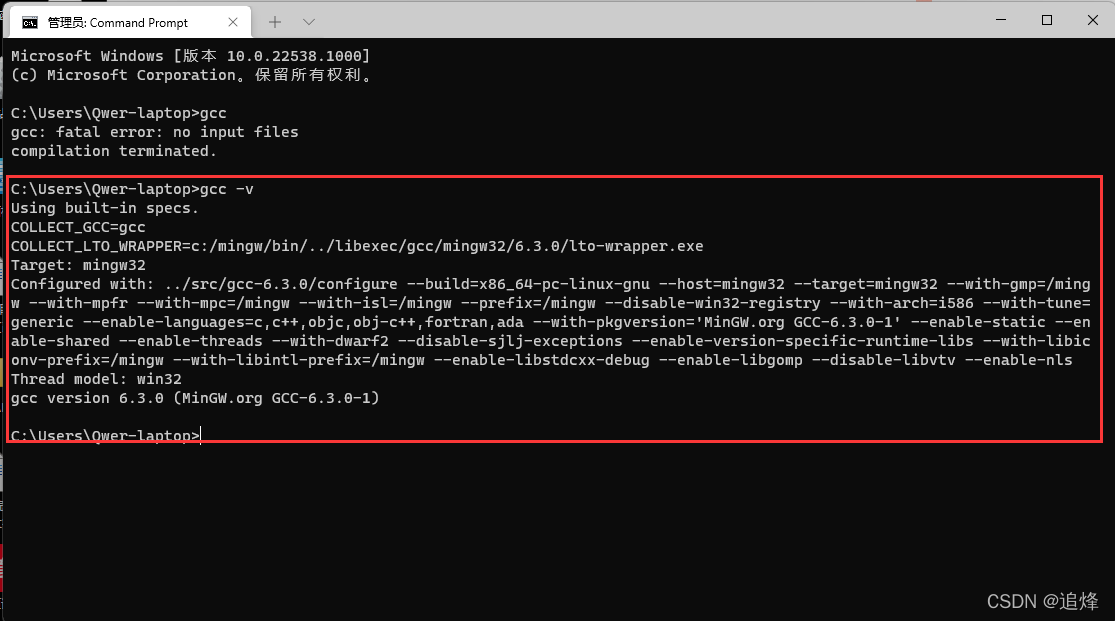 管理员: Command Prompt
Microsoft Windows [版本 10.0.22538.1000]
(c) Microsoft Corporation。保留所有权利。
C:\Users\Qwer-laptop>gcc
gcc: fatal error: no input files
compilation terminated.
C:\Users\Qwer-laptop>gcc -v
Using built-in specs.
COLLECT_GCC=gcc
COLLECT_LTO_WRAPPER=c:/mingw/bin/../libexec/gcc/mingw32/6.3.0/lto-wrapper.exe
Target: mingw32
Configured with: ../src/gcc-6.3.0/configure --build=x86_64-pc-linux-gnu --host=mingw32 --target=mingw32 --with-gmp=/ming
w --with-mpfr --with-mpc=/mingw --with-isl=/mingw --prefix=/mingw --disable-win32-registry --with-arch=i586 --with-tune=
generic --enable-languages=c,c++,objc,obj-c++,fortran,ada --with-pkgversion='MinGW.org GCC-6.3.0-1' --enable-static --en
able-shared --enable-threads --with-dwarf2 --disable-sjlj-exceptions --enable-version-specific-runtime-libs --with-libic
onv-prefix=/mingw --with-libintl-prefix=/mingw --enable-libstdcxx-debug --enable-libgomp --disable-libvtv --enable-nls
Thread model: win32
gcc version 6.3.0 (MinGW.org GCC-6.3.0-1)
C:\Users\Qwer-laptop>
CSDN @追烽